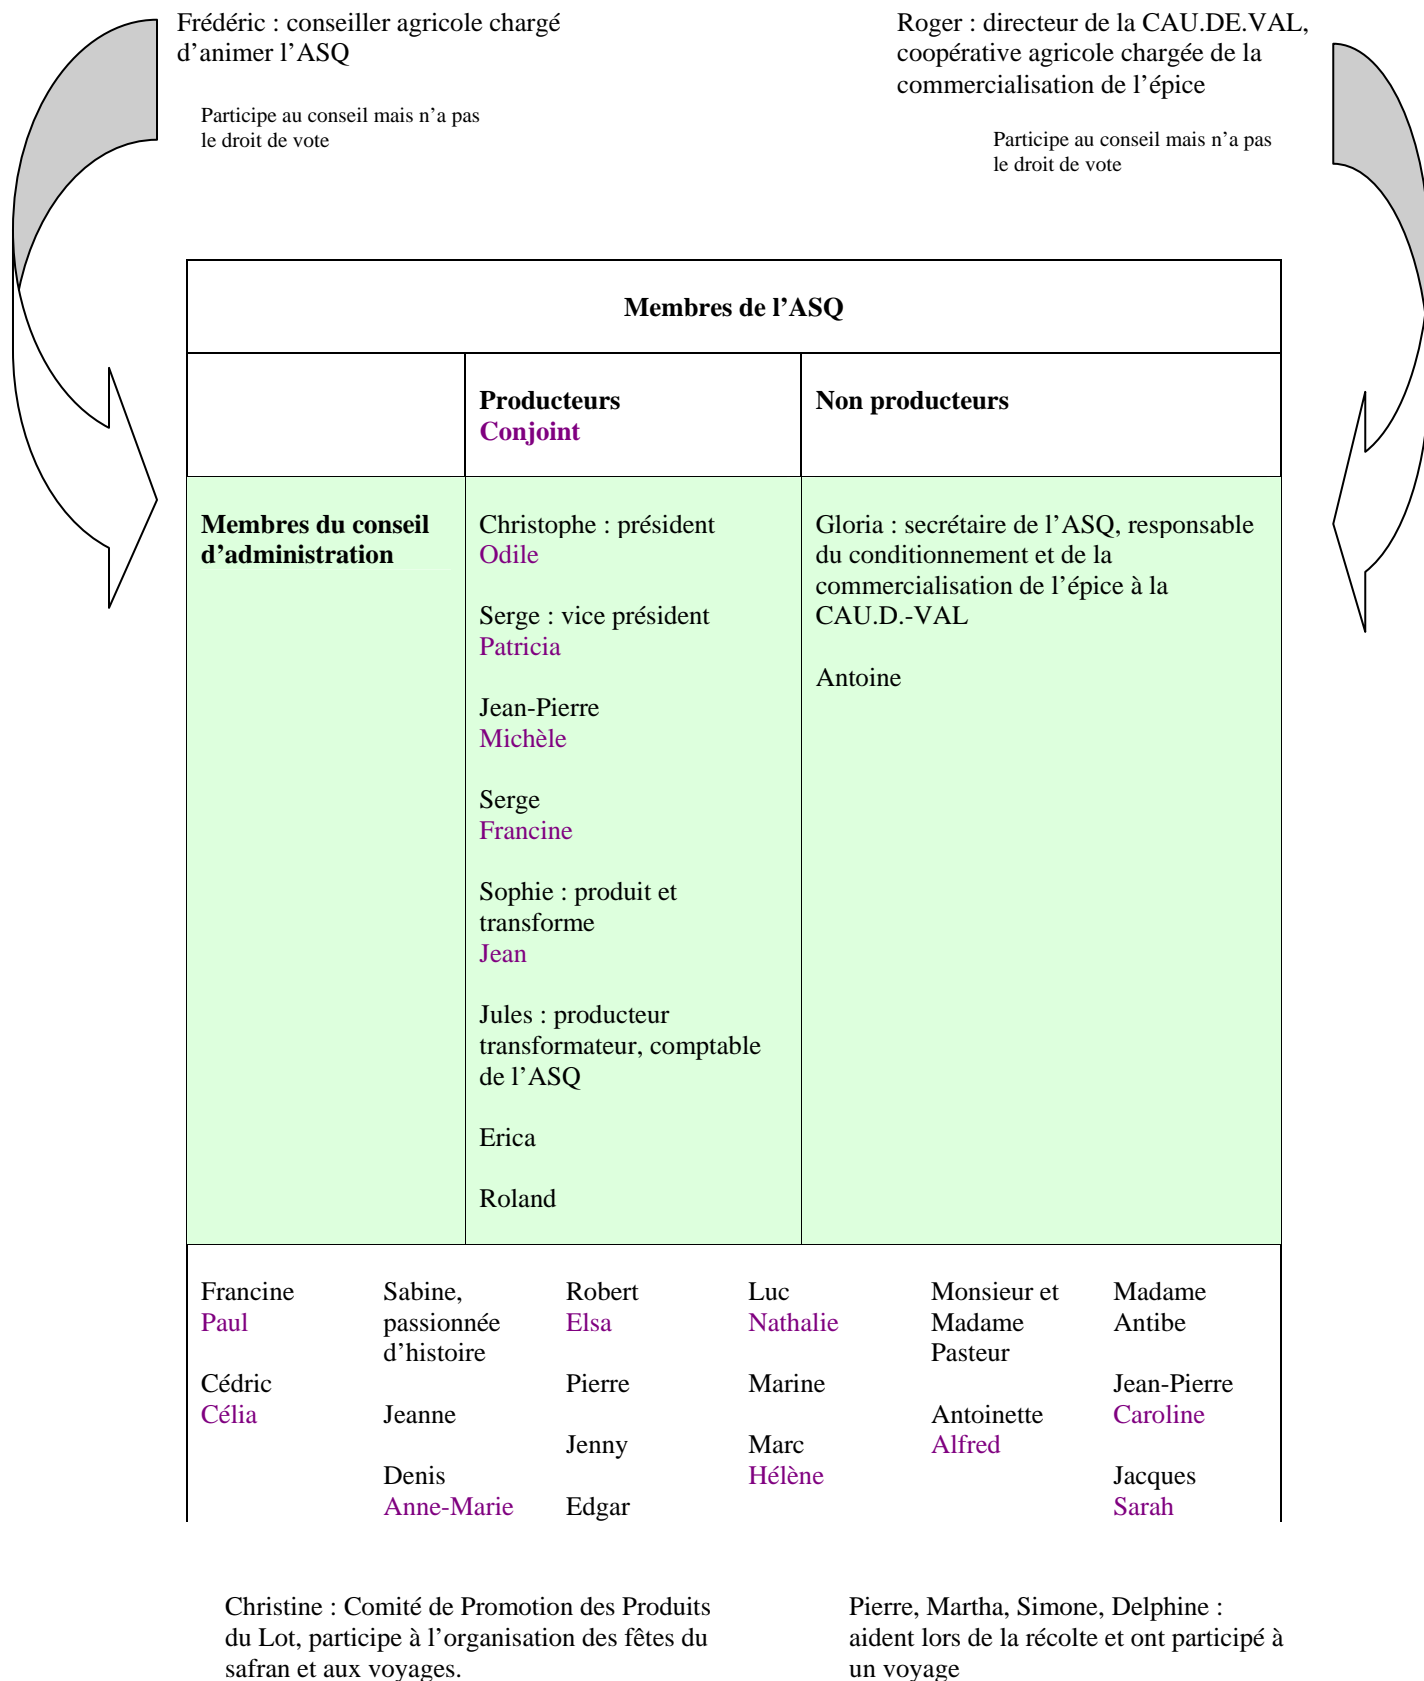 Frédéric : conseiller agricole chargé
d’animer l’ASQ
Participe au conseil mais n’a pas
le droit de vote
Roger : directeur de la CAU.DE.VAL,
coopérative agricole chargée de la
commercialisation de l’épice
Participe au conseil mais n’a pas
le droit de vote
Membres de l’ASQ
Producteurs
Conjoint
Non producteurs
Membres du conseil
d’administration
Christophe : président
Odile
Serge : vice président
Patricia
Jean-Pierre
Michèle
Serge
Francine
Sophie : produit et
transforme
Jean
Jules : producteur
transformateur, comptable
de l’ASQ
Erica
Roland
Gloria : secrétaire de l’ASQ, responsable
du conditionnement et de la
commercialisation de l’épice à la
CAU.D.-VAL
Antoine
Francine
Paul
Cédric
Célia
Sabine,
passionnée
d’histoire
Jeanne
Denis
Anne-Marie
Robert
Elsa
Pierre
Jenny
Edgar
Luc
Nathalie
Marine
Marc
Hélène
Monsieur et
Madame
Pasteur
Antoinette
Alfred
Madame
Antibe
Jean-Pierre
Caroline
Jacques
Sarah
Christine : Comité de Promotion des Produits
du Lot, participe à l’organisation des fêtes du
safran et aux voyages.
Pierre, Martha, Simone, Delphine :
aident lors de la récolte et ont participé à
un voyage